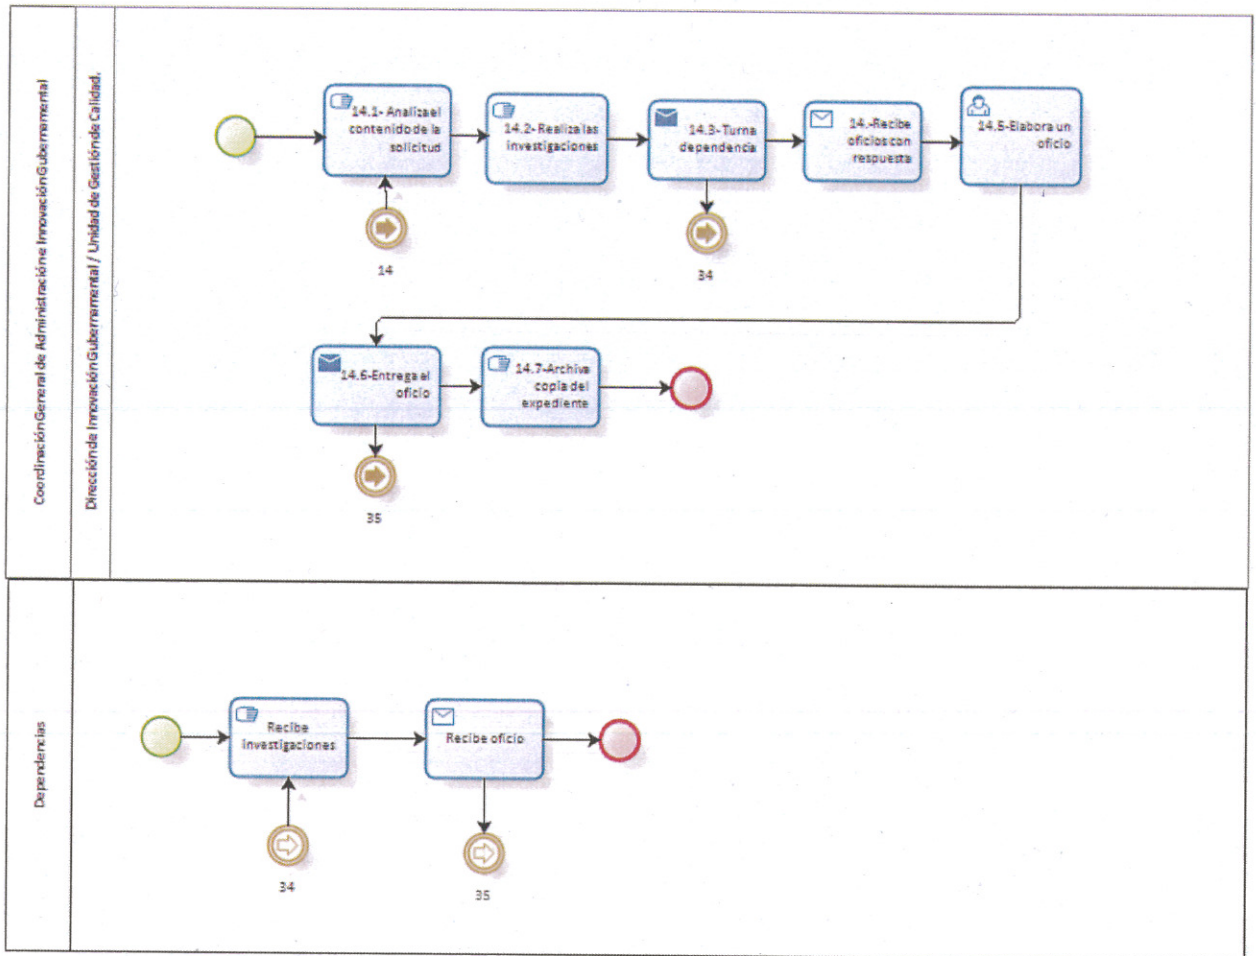 Coordinación General de Administración e Innovación Gubernamental
Dirección de Innovación Gubernamental / Unidad de Gestión de Calidad.
14.1- Analiza el
contenido de la
solicitud
14.2- Realiza las
investigaciones
14.3- Turna
dependencia
14.-Recibe
oficios con
respuesta
14.5-Elabora un
oficio
14
34
14.6-Entrega el
oficio
14.7-Archiva
copia del
expediente
35
Dependencias
Recibe
investigaciones
Recibe oficio
34
35